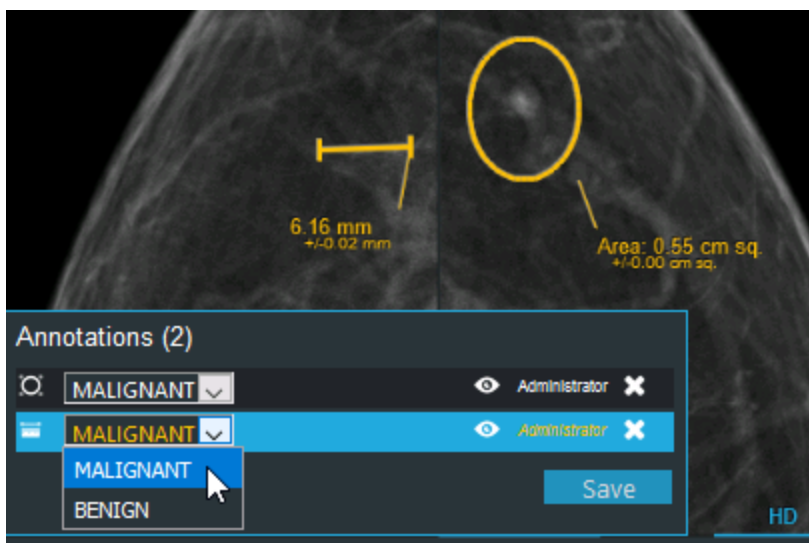 6.16 mm
+/-0.02 mm
Area: 0.55 cm sq.
+/-0.00 cm sq.
Annotations (2)
MALIGNANT Administrator
MALIGNANT Administrator
MALIGNANT
BENIGN
Save
HD